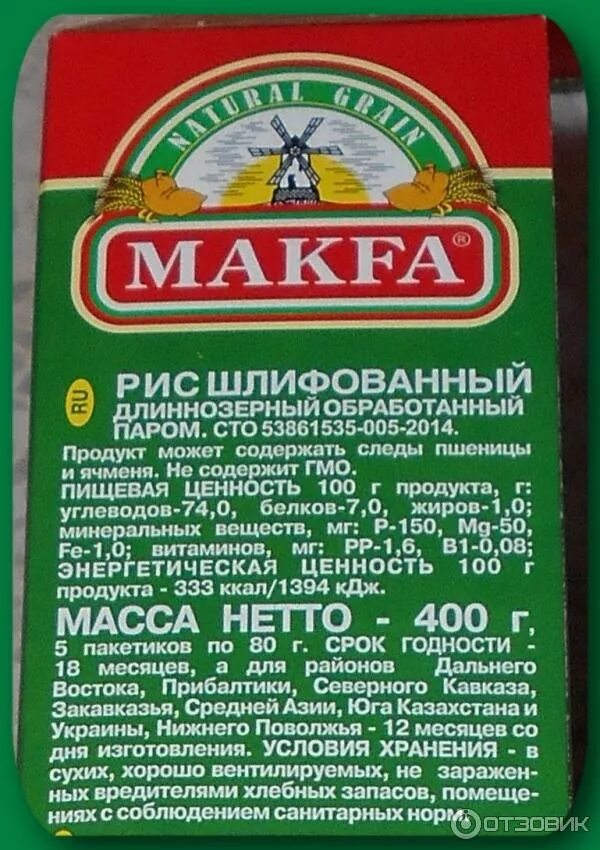 NATURAL GRAIN
MAKFA®
RU
РИС ШЛИФОВАННЫЙ
ДЛИННОЗЕРНЫЙ ОБРАБОТАННЫЙ
ПАРОМ. СТО 53861535-005-2014.
Продукт может содержать следы пшеницы
и ячменя. Не содержит ГМО.
ПИЩЕВАЯ ЦЕННОСТЬ 100 г продукта, г:
углеводов-74,0, белков-7,0, жиров-1,0;
минеральных веществ, мг: P-150, Mg-50,
Fe-1,0; витаминов, мг: PP-1,6, B1-0,08;
ЭНЕРГЕТИЧЕСКАЯ ЦЕННОСТЬ 100 г
продукта - 333 ккал/1394 кДж.
МАССА НЕТТО - 400 г,
5 пакетиков по 80 г. СРОК ГОДНОСТИ -
18 месяцев, а для районов Дальнего
Востока, Прибалтики, Северного Кавказа,
Закавказья, Средней Азии, Юга Казахстана и
Украины, Нижнего Поволжья - 12 месяцев со
дня изготовления. УСЛОВИЯ ХРАНЕНИЯ - в
сухих, хорошо вентилируемых, не заражен-
ных вредителями хлебных запасов, помеще-
ниях с соблюдением санитарных норм.
ОТЗОВИК